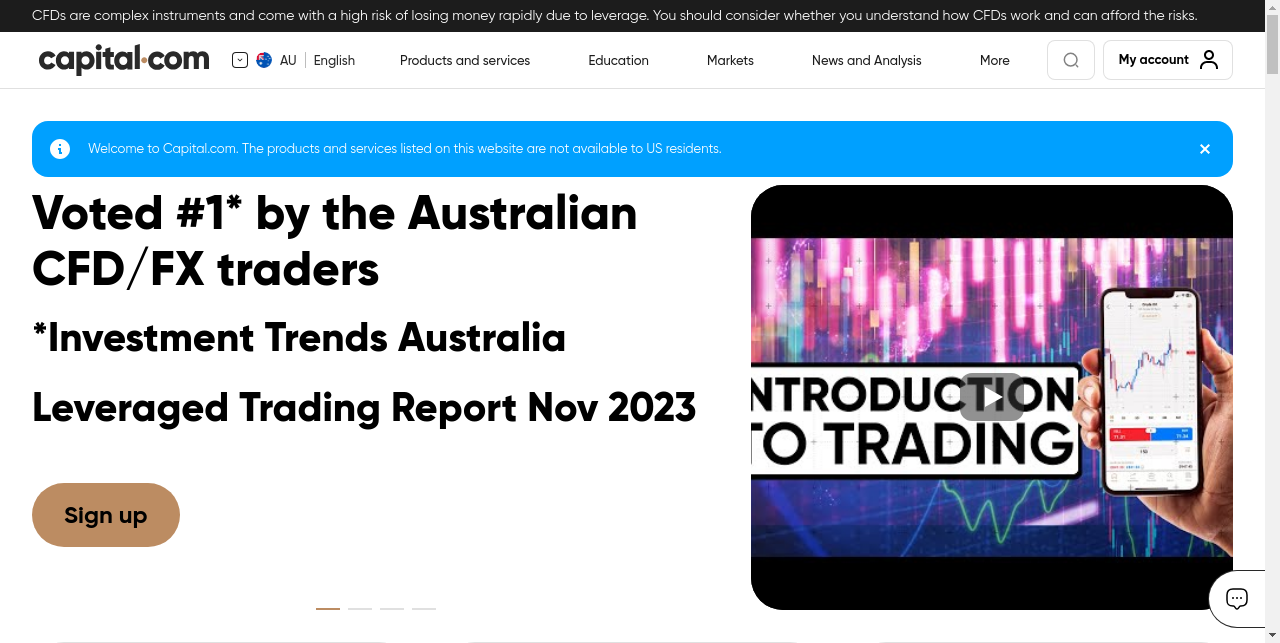 CFDs are complex instruments and come with a high risk of losing money rapidly due to leverage. You should consider whether you understand how CFDs work and can afford the risks.
capital.com
AU
English
Products and services
Education
Markets
News and Analysis
More
My account
Welcome to Capital.com. The products and services listed on this website are not available to US residents.
Voted #1* by the Australian
CFD/FX traders
*Investment Trends Australia
Leveraged Trading Report Nov 2023
Sign up
NTRODUCTION
TO TRADING